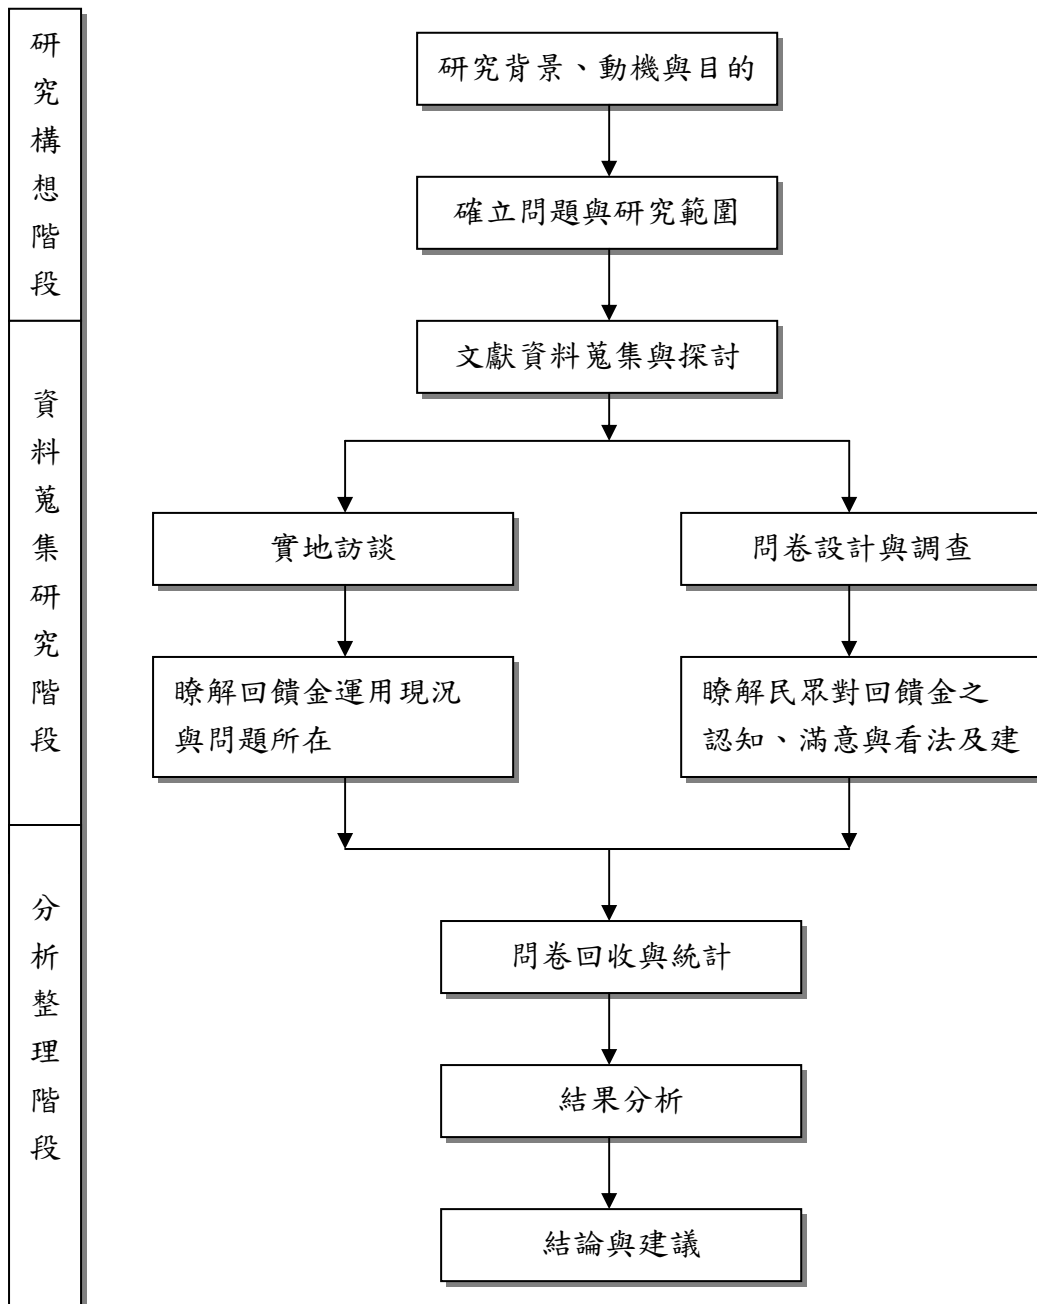 研究構想階段
研究背景、動機與目的
確立問題與研究範圍
資料蒐集研究階段
文獻資料蒐集與探討
實地訪談
問卷設計與調查
瞭解回饋金運用現況
與問題所在
瞭解民眾對回饋金之
認知、滿意與看法及建
分析整理階段
問卷回收與統計
結果分析
結論與建議